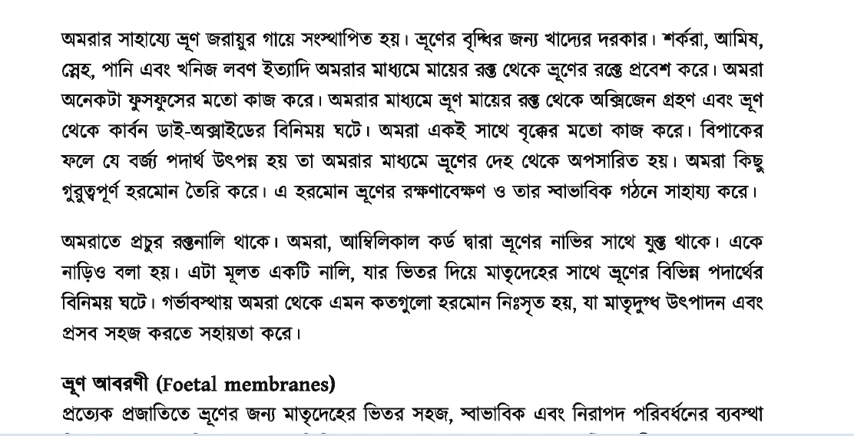 অমরার সাহায্যে ভ্রূণ জরায়ুর গায়ে সংস্থাপিত হয়। ভ্রূণের বৃদ্ধির জন্য খাদ্যের দরকার। শর্করা, আমিষ,
স্নেহ, পানি এবং খনিজ লবণ ইত্যাদি অমরার মাধ্যমে মায়ের রক্ত থেকে ভ্রূণের রক্তে প্রবেশ করে। অমরা
অনেকটা ফুসফুসের মতো কাজ করে। অমরার মাধ্যমে ভ্রূণ মায়ের রক্ত থেকে অক্সিজেন গ্রহণ এবং ভ্রূণ
থেকে কার্বন ডাই-অক্সাইডের বিনিময় ঘটে। অমরা একই সাথে বৃক্কের মতো কাজ করে। বিপাকের
ফলে যে বর্জ্য পদার্থ উৎপন্ন হয় তা অমরার মাধ্যমে ভ্রূণের দেহ থেকে অপসারিত হয়। অমরা কিছু
গুরুত্বপূর্ণ হরমোন তৈরি করে। এ হরমোন ভ্রূণের রক্ষণাবেক্ষণ ও তার স্বাভাবিক গঠনে সাহায্য করে।
অমরাতে প্রচুর রক্তনালি থাকে। অমরা, আম্বিলিকাল কর্ড দ্বারা ভ্রূণের নাভির সাথে যুক্ত থাকে। একে
নাড়িও বলা হয়। এটা মূলত একটি নালি, যার ভিতর দিয়ে মাতৃদেহের সাথে ভ্রূণের বিভিন্ন পদার্থের
বিনিময় ঘটে। গর্ভাবস্থায় অমরা থেকে এমন কতগুলো হরমোন নিঃসৃত হয়, যা মাতৃদুগ্ধ উৎপাদন এবং
প্রসব সহজ করতে সহায়তা করে।
ভ্রূণ আবরণী (Foetal membranes)
প্রত্যেক প্রজাতিতে ভ্রূণের জন্য মাতৃদেহের ভিতর সহজ, স্বাভাবিক এবং নিরাপদ পরিবর্ধনের ব্যবস্থা